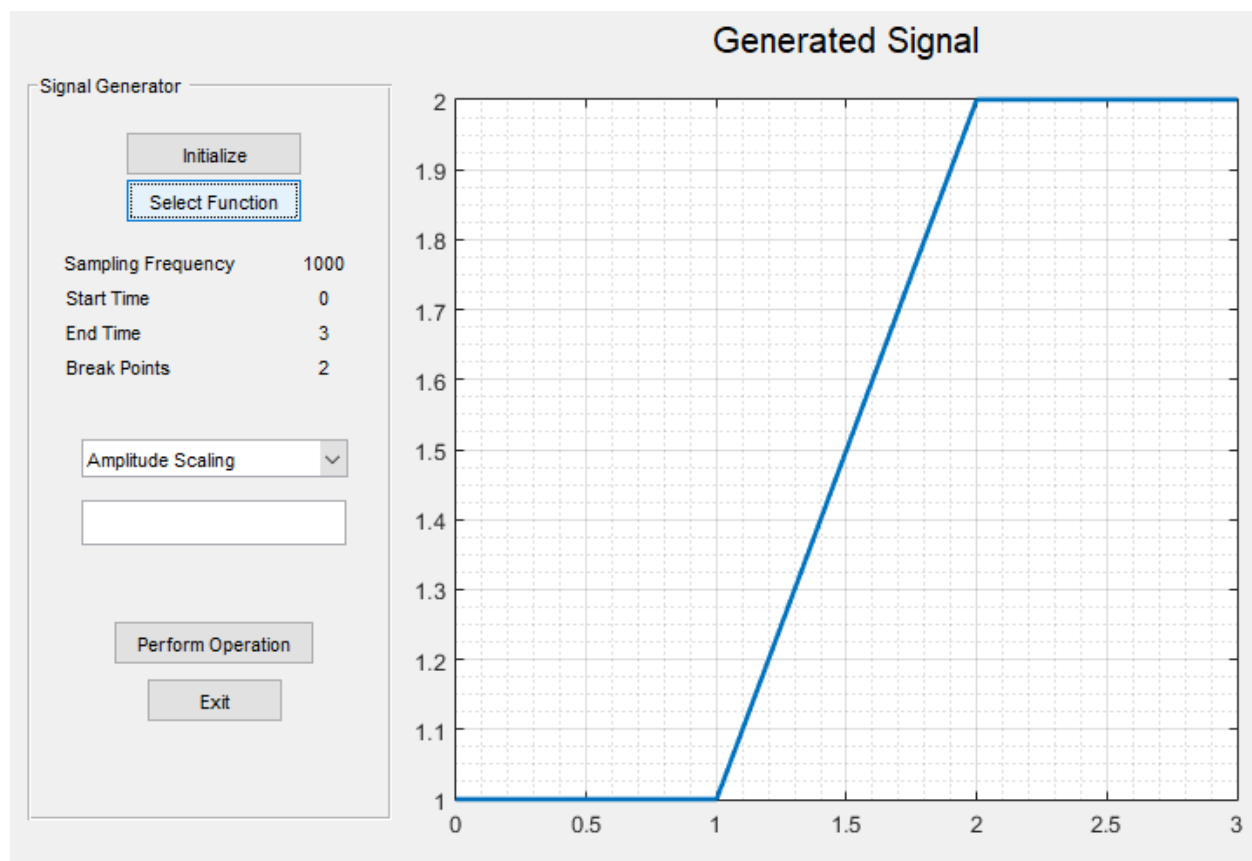 Generated Signal
Signal Generator
Initialize
Select Function
Sampling Frequency 1000
Start Time 0
End Time 3
Break Points 2
Amplitude Scaling
Perform Operation
Exit
2
1.9
1.8
1.7
1.6
1.5
1.4
1.3
1.2
1.1
1
0 0.5 1 1.5 2 2.5 3